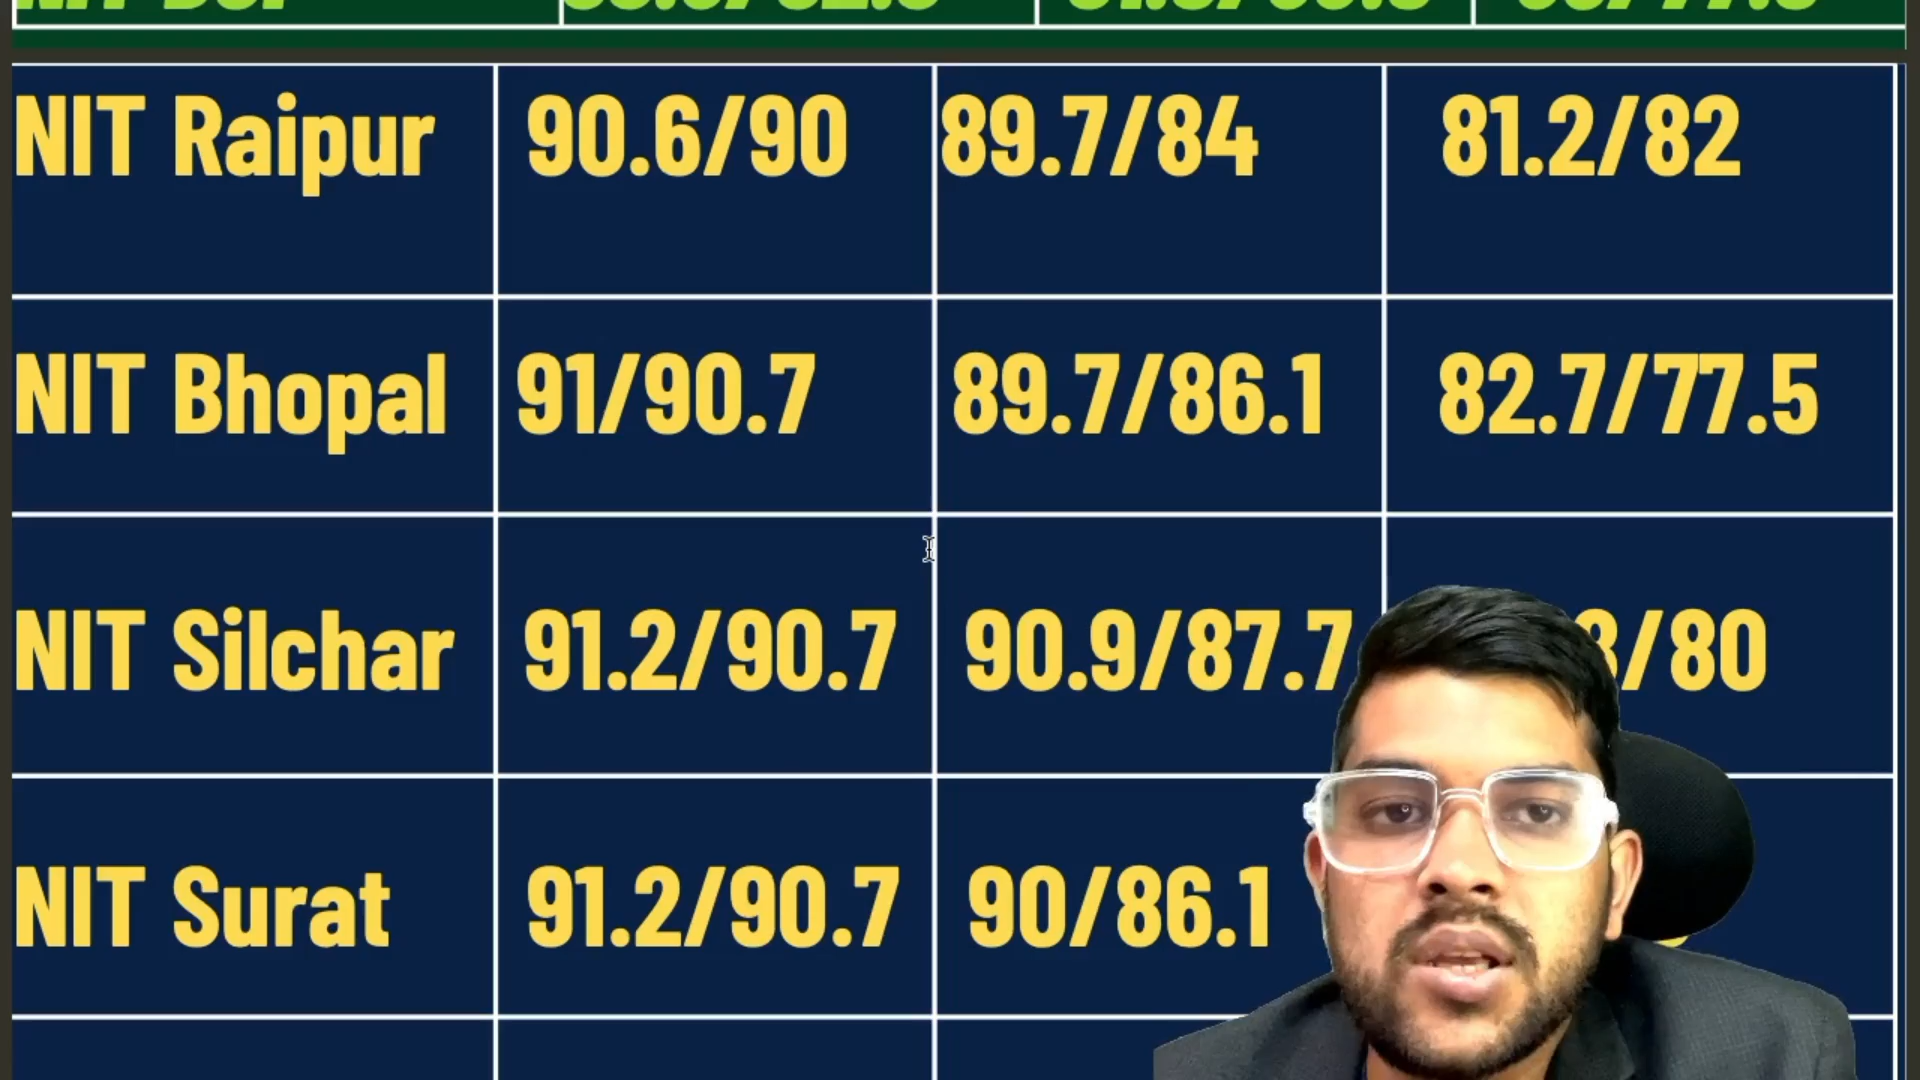 NIT Raipur 90.6/90 89.7/84 81.2/82
NIT Bhopal 91/90.7 89.7/86.1 82.7/77.5
NIT Silchar 91.2/90.7 90.9/87.7 /80
NIT Surat 91.2/90.7 90/86.1